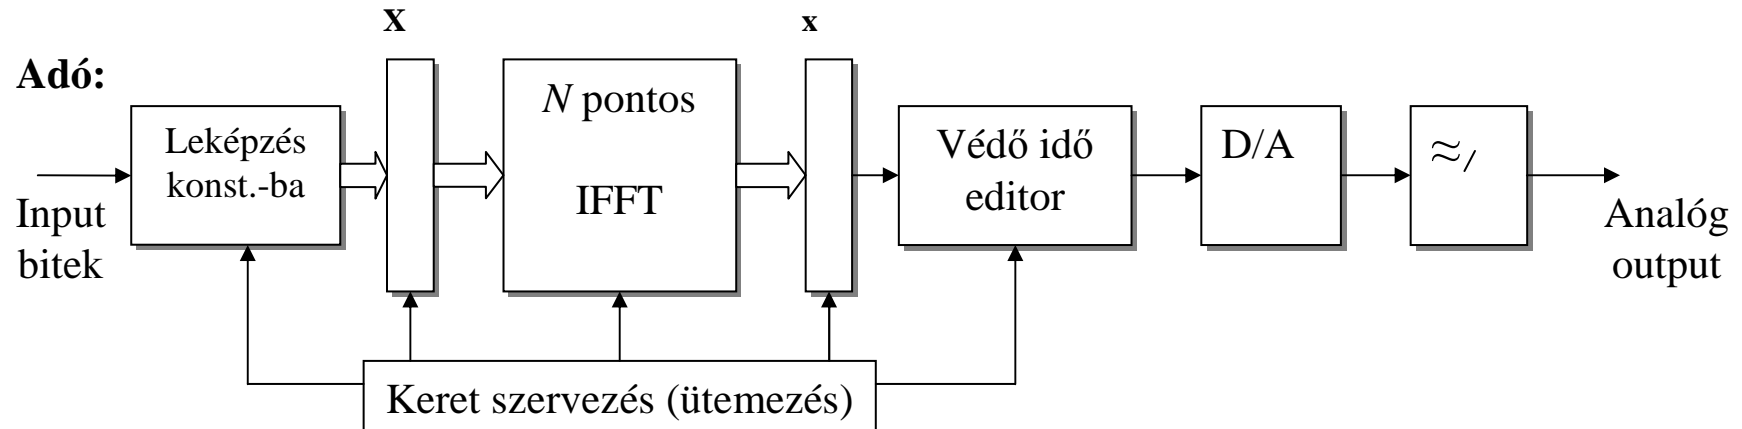 X
x
Adó:
Leképzés
konst.-ba
N pontos
IFFT
Védő idő
editor
D/A
≈/
Input
bitek
Analóg
output
Keret szervezés (ütemezés)